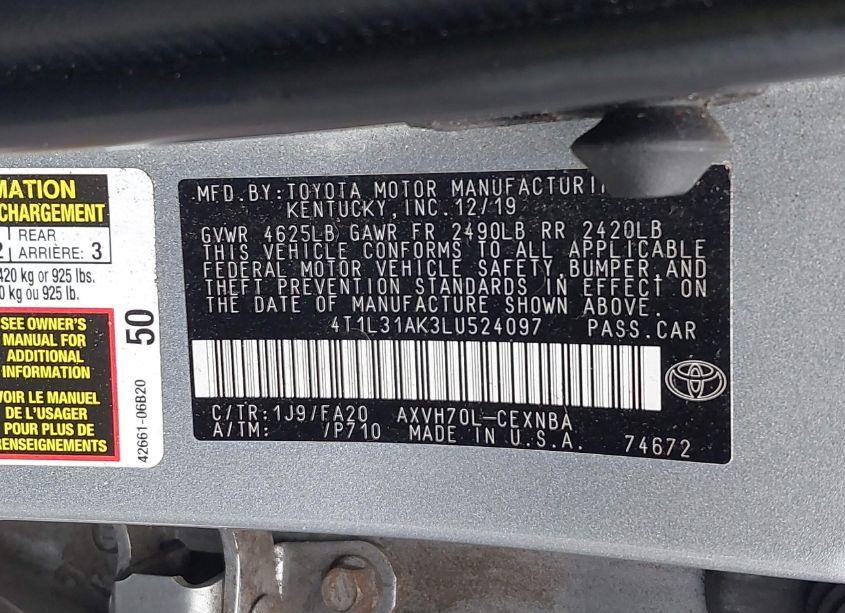 MATION
CHARGEMENT
2 | REAR
ARRIÈRE: 3
420 kg or 925 lbs.
0 kg ou 925 lb.
SEE OWNER'S
MANUAL FOR
ADDITIONAL
INFORMATION
VOIR LE MANUEL
DE L'USAGER
POUR PLUS DE
RENSEIGNEMENTS
50
42661-06B20
MFD.BY:TOYOTA MOTOR MANUFACTURI
KENTUCKY,INC.12/19
GVWR 4625LB GAWR FR 2490LB RR 2420LB
THIS VEHICLE CONFORMS TO ALL APPLICABLE
FEDERAL MOTOR VEHICLE SAFETY,BUMPER,AND
THEFT PREVENTION STANDARDS IN EFFECT ON
THE DATE OF MANUFACTURE SHOWN ABOVE.
4T1L31AK3LU524097 PASS.CAR
C/TR:1J9/FA20 AXVH70L-CEXNBA
A/TM: /P710 MADE IN U.S.A. 74672